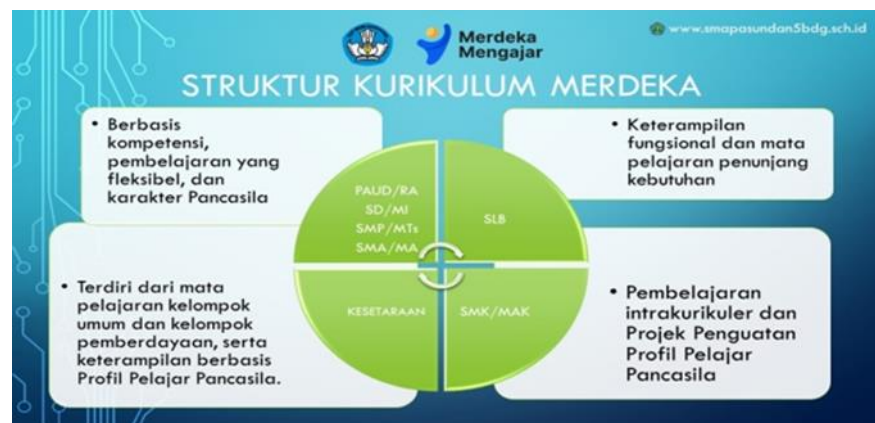 Merdeka
Mengajar
www.smapasundan5bdg.sch.id
STRUKTUR KURIKULUM MERDEKA
• Berbasis
kompetensi,
pembelajaran yang
fleksibel, dan
karakter Pancasila
• Keterampilan
fungsional dan mata
pelajaran penunjang
kebutuhan
PAUD/RA
SD/MI
SMP/MTs
SMA/MA
SLB
KESETARAAN
SMK/MAK
• Terdiri dari mata
pelajaran kelompok
umum dan kelompok
pemberdayaan, serta
keterampilan berbasis
Profil Pelajar Pancasila.
• Pembelajaran
intrakurikuler dan
Projek Penguatan
Profil Pelajar
Pancasila